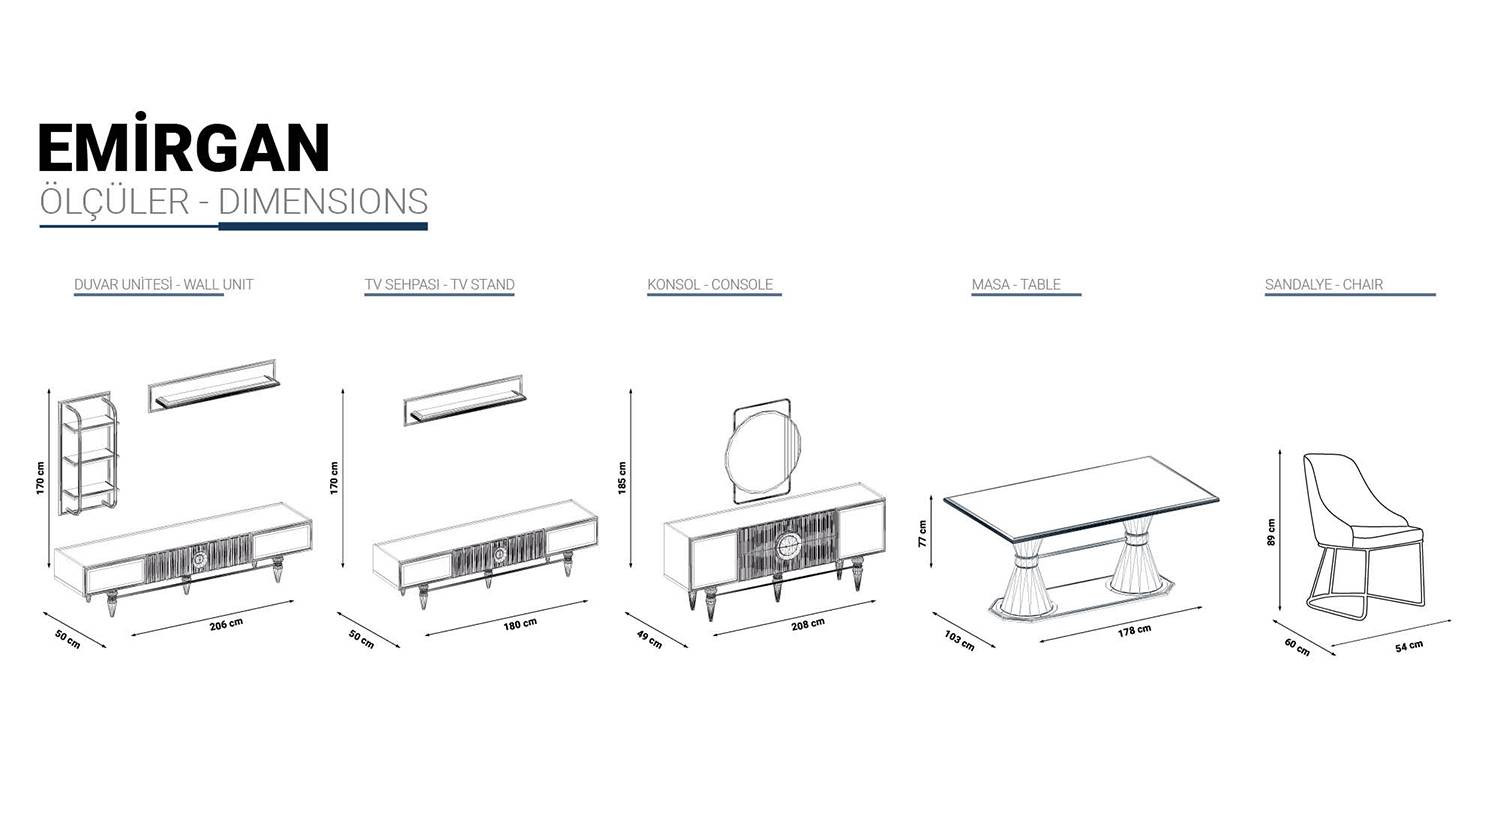 EMİRGAN
ÖLÇÜLER - DIMENSIONS
DUVAR UNİTESİ - WALL UNIT
170 cm
50 cm
206 cm
TV SEHPASI - TV STAND
170 cm
50 cm
180 cm
KONSOL - CONSOLE
185 cm
49 cm
208 cm
MASA - TABLE
77 cm
103 cm
178 cm
SANDALYE - CHAIR
89 cm
60 cm
54 cm